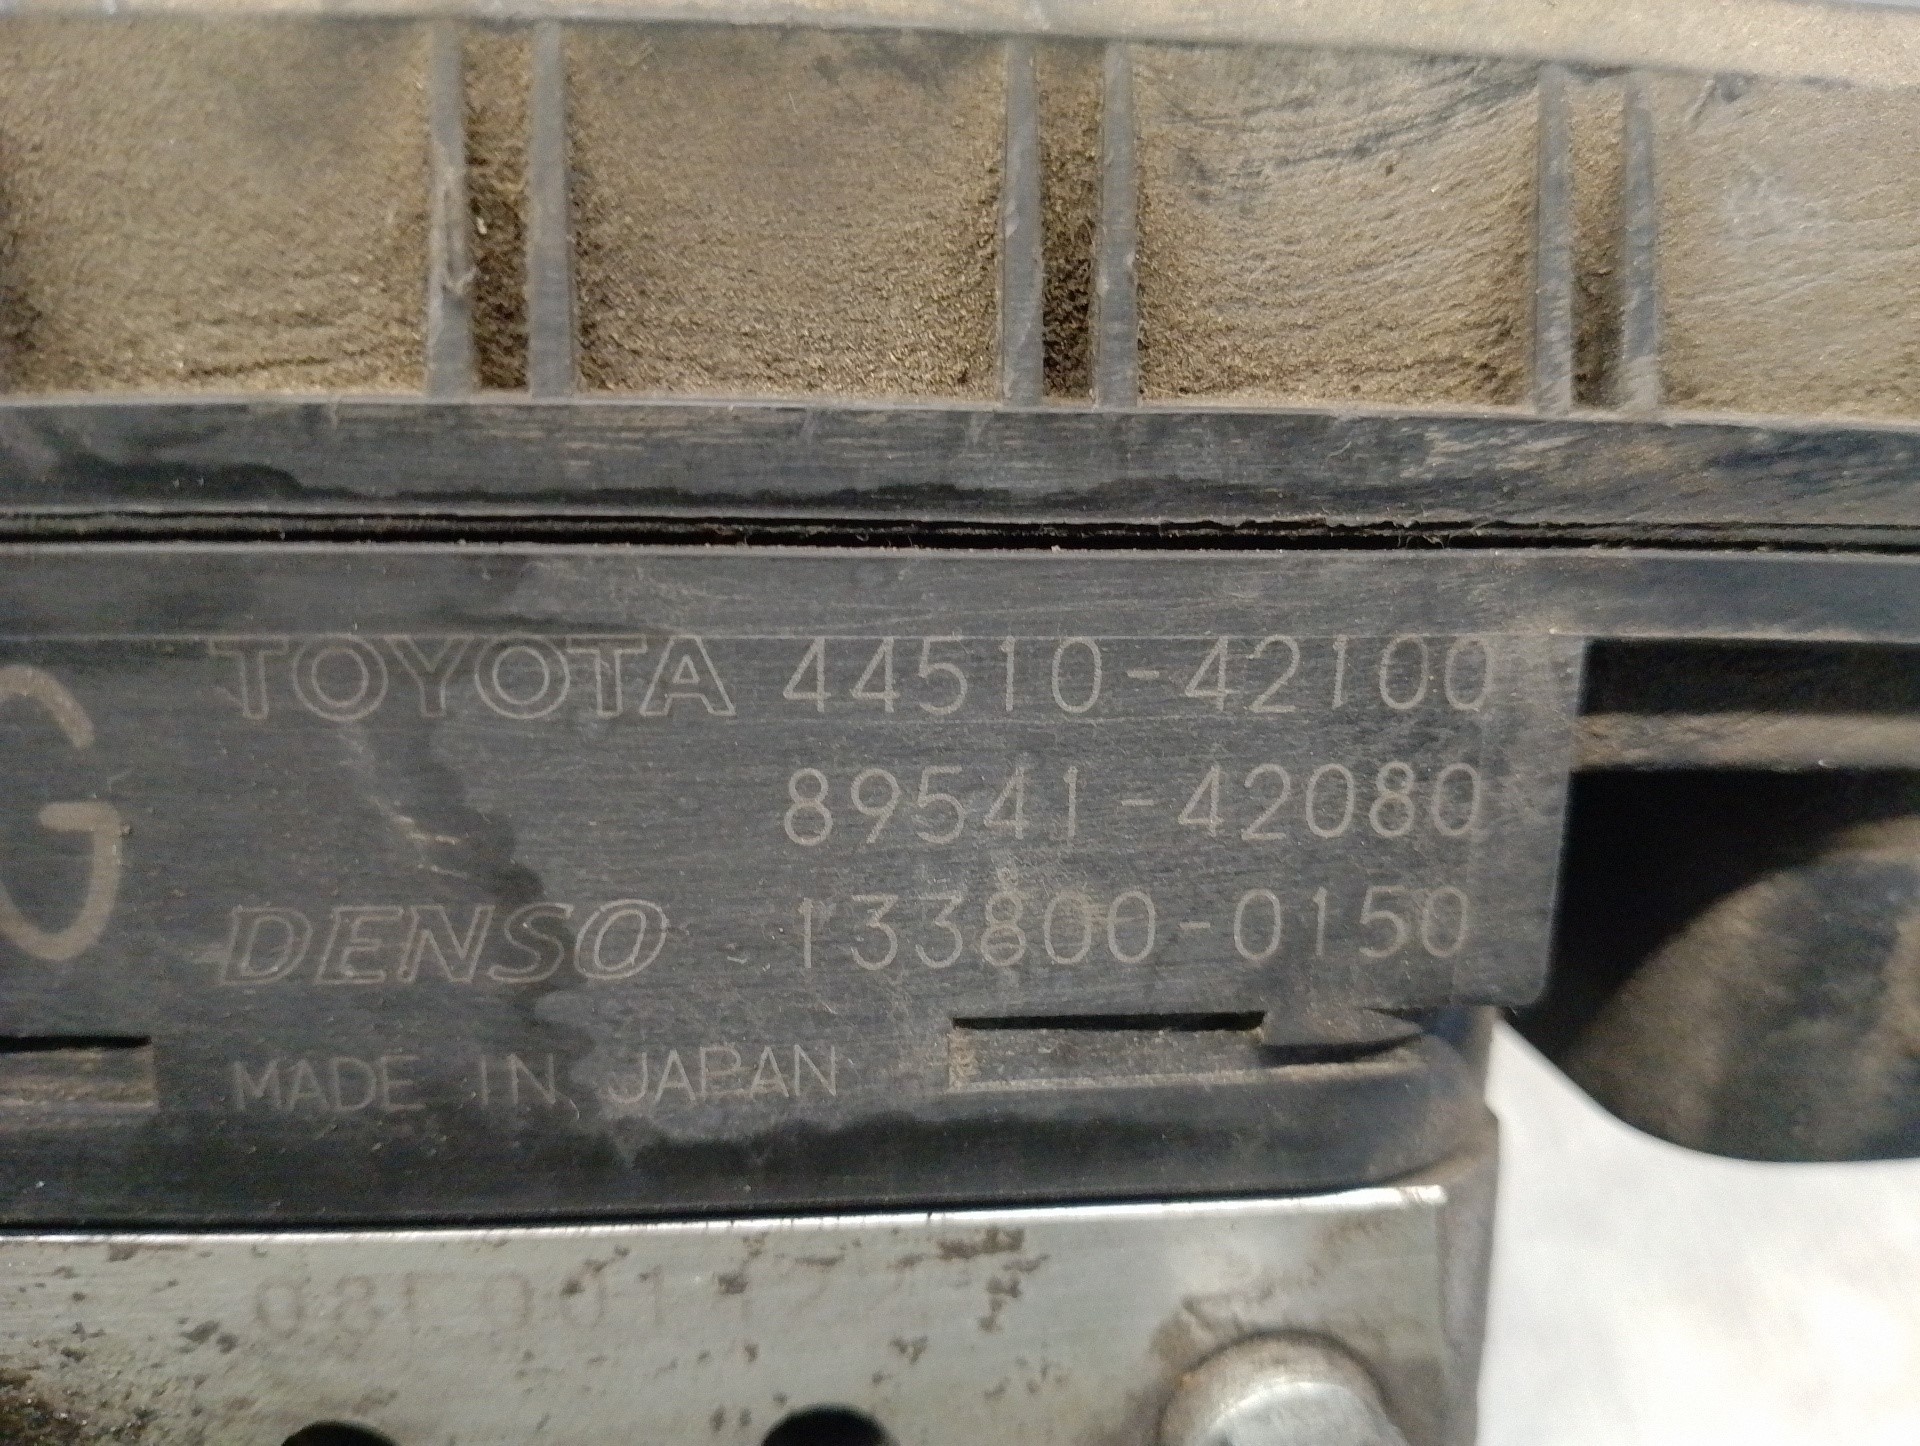 G
TOYOTA 44510-42100
89541-42080
DENSO 133800-0150
MADE IN JAPAN